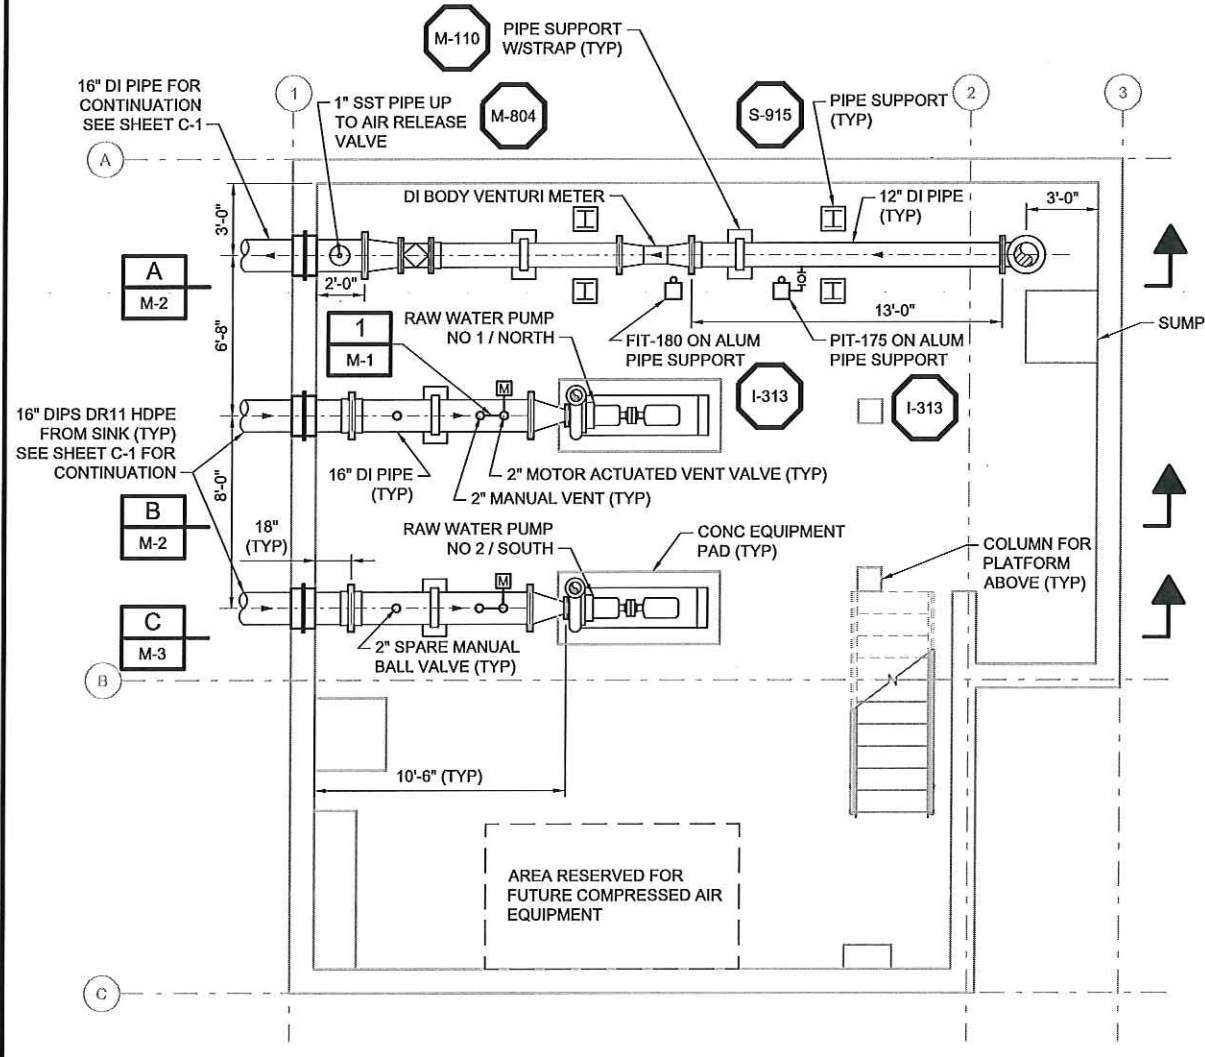 M-110
PIPE SUPPORT
W/STRAP (TYP)
16" DI PIPE FOR
CONTINUATION
SEE SHEET C-1
1
1" SST PIPE UP
TO AIR RELEASE
VALVE
M-804
S-915
PIPE SUPPORT
(TYP)
2
3
A
3'-0"
DI BODY VENTURI METER
12" DI PIPE
(TYP)
3'-0"
A
M-2
2'-0"
6'-8"
1
M-1
RAW WATER PUMP
NO 1 / NORTH
FIT-180 ON ALUM
PIPE SUPPORT
13'-0"
PIT-175 ON ALUM
PIPE SUPPORT
SUMP
I-313
I-313
M
16" DIPS DR11 HDPE
FROM SINK (TYP)
SEE SHEET C-1 FOR
CONTINUATION
8'-0"
16" DI PIPE
(TYP)
2" MOTOR ACTUATED VENT VALVE (TYP)
2" MANUAL VENT (TYP)
B
M-2
18"
(TYP)
RAW WATER PUMP
NO 2 / SOUTH
CONC EQUIPMENT
PAD (TYP)
COLUMN FOR
PLATFORM
ABOVE (TYP)
M
C
M-3
2" SPARE MANUAL
BALL VALVE (TYP)
B
10'-6" (TYP)
AREA RESERVED FOR
FUTURE COMPRESSED AIR
EQUIPMENT
C